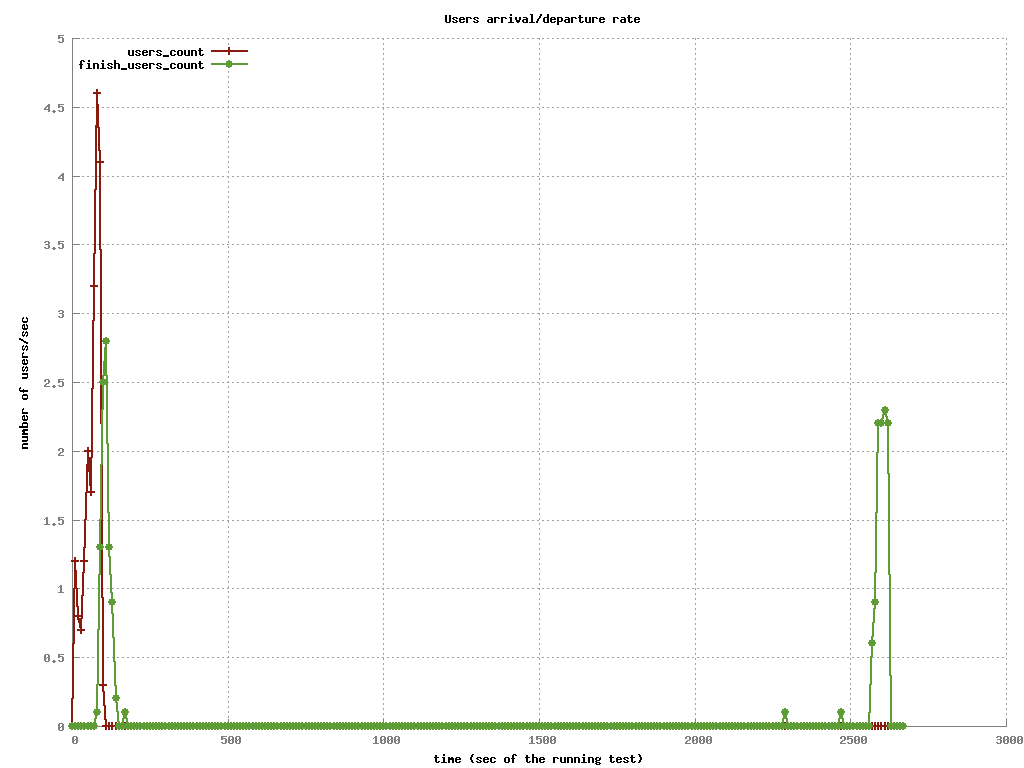 Users arrival/departure rate
users_count
finish_users_count
5
4.5
4
3.5
3
2.5
2
1.5
1
0.5
0
number of users/sec
0 500 1000 1500 2000 2500 3000
time (sec of the running test)